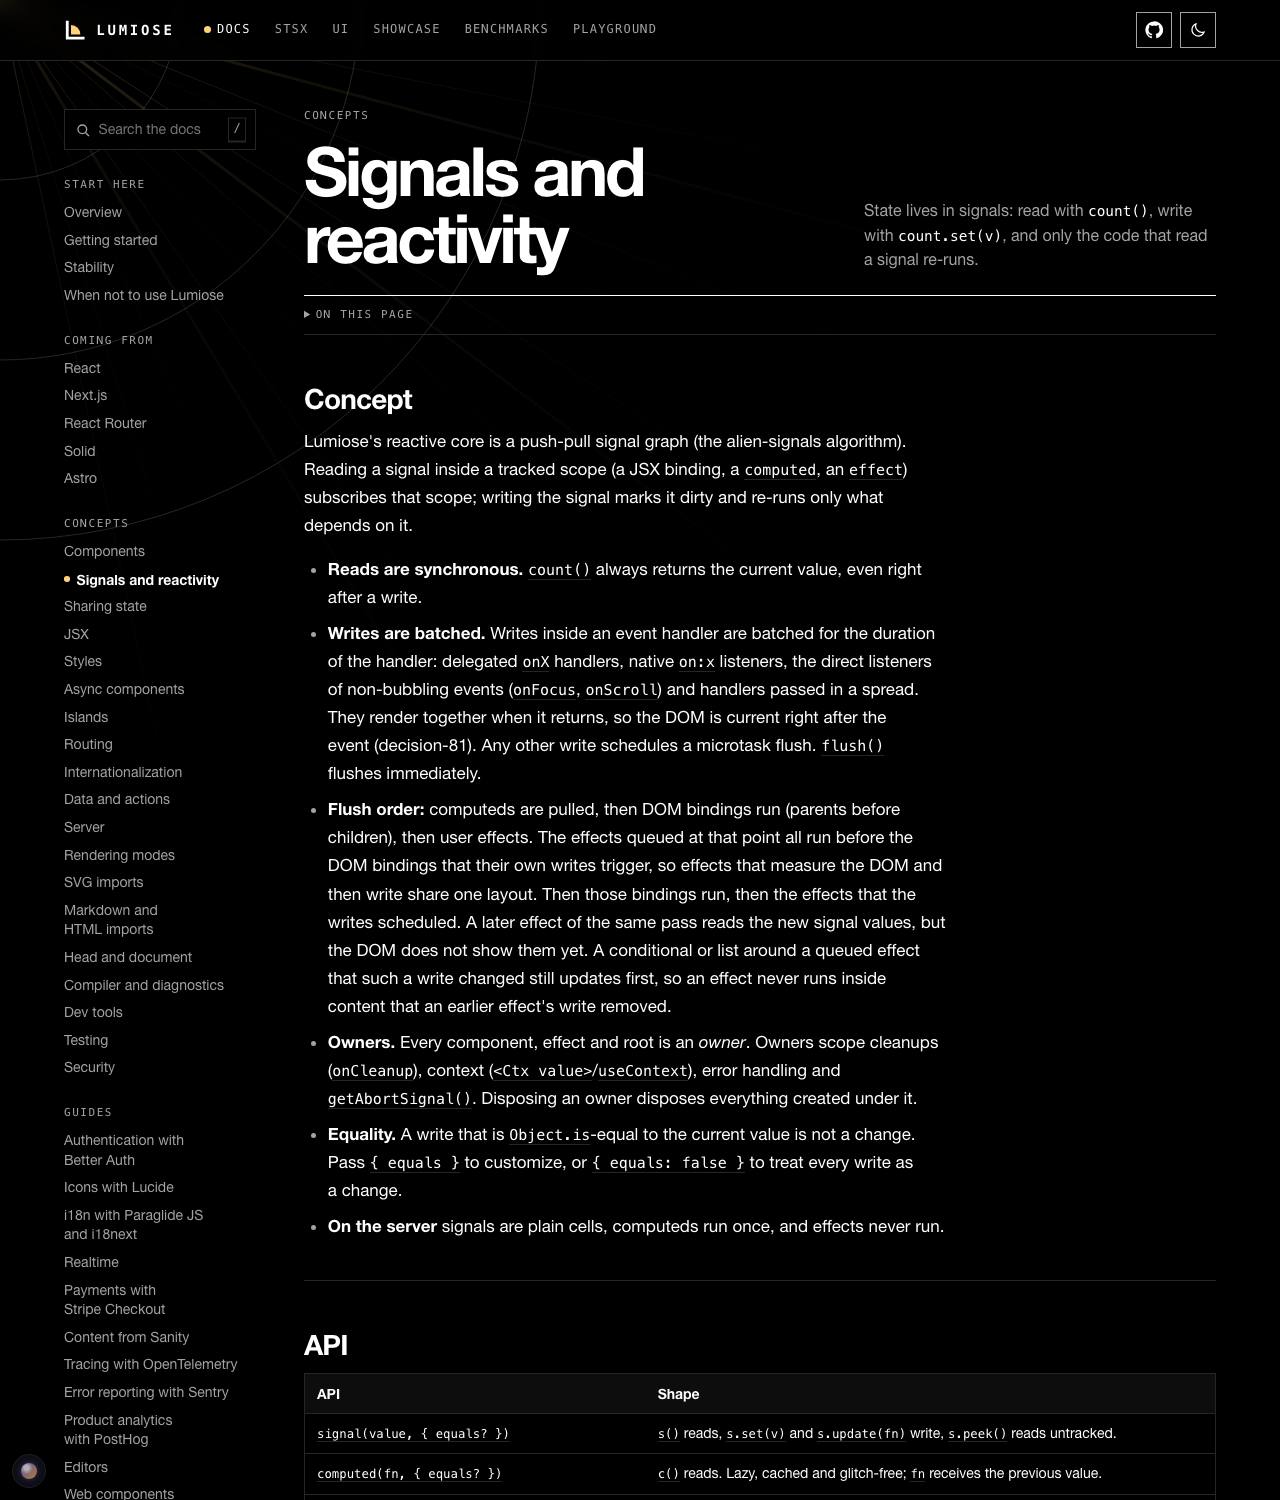 LUMIOSE
DOCS
STSX
UI
SHOWCASE
BENCHMARKS
PLAYGROUND
Search the docs
/
START HERE
Overview
Getting started
Stability
When not to use Lumiose
COMING FROM
React
Next.js
React Router
Solid
Astro
CONCEPTS
Components
Signals and reactivity
Sharing state
JSX
Styles
Async components
Islands
Routing
Internationalization
Data and actions
Server
Rendering modes
SVG imports
Markdown and
HTML imports
Head and document
Compiler and diagnostics
Dev tools
Testing
Security
GUIDES
Authentication with
Better Auth
Icons with Lucide
i18n with Paraglide JS
and i18next
Realtime
Payments with
Stripe Checkout
Content from Sanity
Tracing with OpenTelemetry
Error reporting with Sentry
Product analytics
with PostHog
Editors
Web components
CONCEPTS
Signals and
reactivity
State lives in signals: read with count(), write
with count.set(v), and only the code that read
a signal re-runs.
ON THIS PAGE
Concept
Lumiose's reactive core is a push-pull signal graph (the alien-signals algorithm).
Reading a signal inside a tracked scope (a JSX binding, a computed, an effect)
subscribes that scope; writing the signal marks it dirty and re-runs only what
depends on it.
• Reads are synchronous. count() always returns the current value, even right
after a write.
• Writes are batched. Writes inside an event handler are batched for the duration
of the handler: delegated onX handlers, native on:x listeners, the direct listeners
of non-bubbling events (onFocus, onScroll) and handlers passed in a spread.
They render together when it returns, so the DOM is current right after the
event (decision-81). Any other write schedules a microtask flush. flush()
flushes immediately.
• Flush order: computeds are pulled, then DOM bindings run (parents before
children), then user effects. The effects queued at that point all run before the
DOM bindings that their own writes trigger, so effects that measure the DOM and
then write share one layout. Then those bindings run, then the effects that the
writes scheduled. A later effect of the same pass reads the new signal values, but
the DOM does not show them yet. A conditional or list around a queued effect
that such a write changed still updates first, so an effect never runs inside
content that an earlier effect's write removed.
• Owners. Every component, effect and root is an owner. Owners scope cleanups
(onCleanup), context (<Ctx value>/useContext), error handling and
getAbortSignal(). Disposing an owner disposes everything created under it.
• Equality. A write that is Object.is-equal to the current value is not a change.
Pass { equals } to customize, or { equals: false } to treat every write as
a change.
• On the server signals are plain cells, computeds run once, and effects never run.
API
API
Shape
signal(value, { equals? })
s() reads, s.set(v) and s.update(fn) write, s.peek() reads untracked.
computed(fn, { equals? })
c() reads. Lazy, cached and glitch-free; fn receives the previous value.